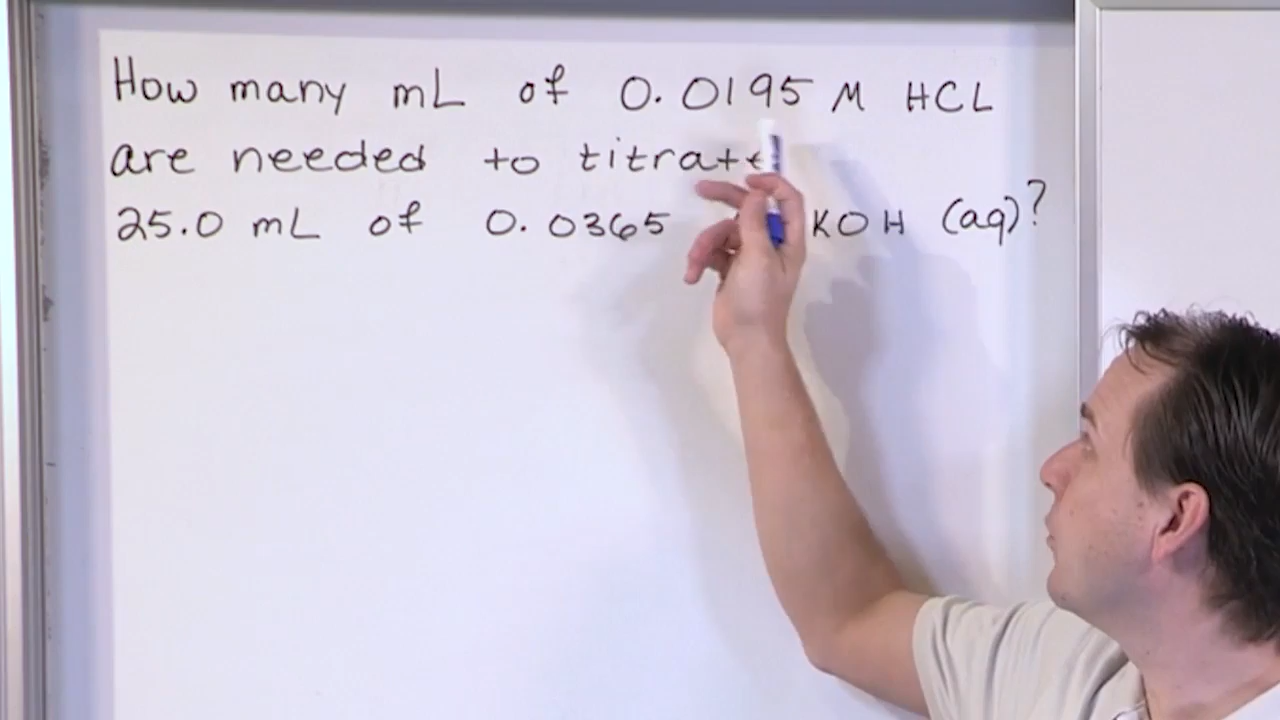 How many mL of 0.0195 M HCL
are needed to titrate
25.0 mL of 0.0365 KOH (aq)?